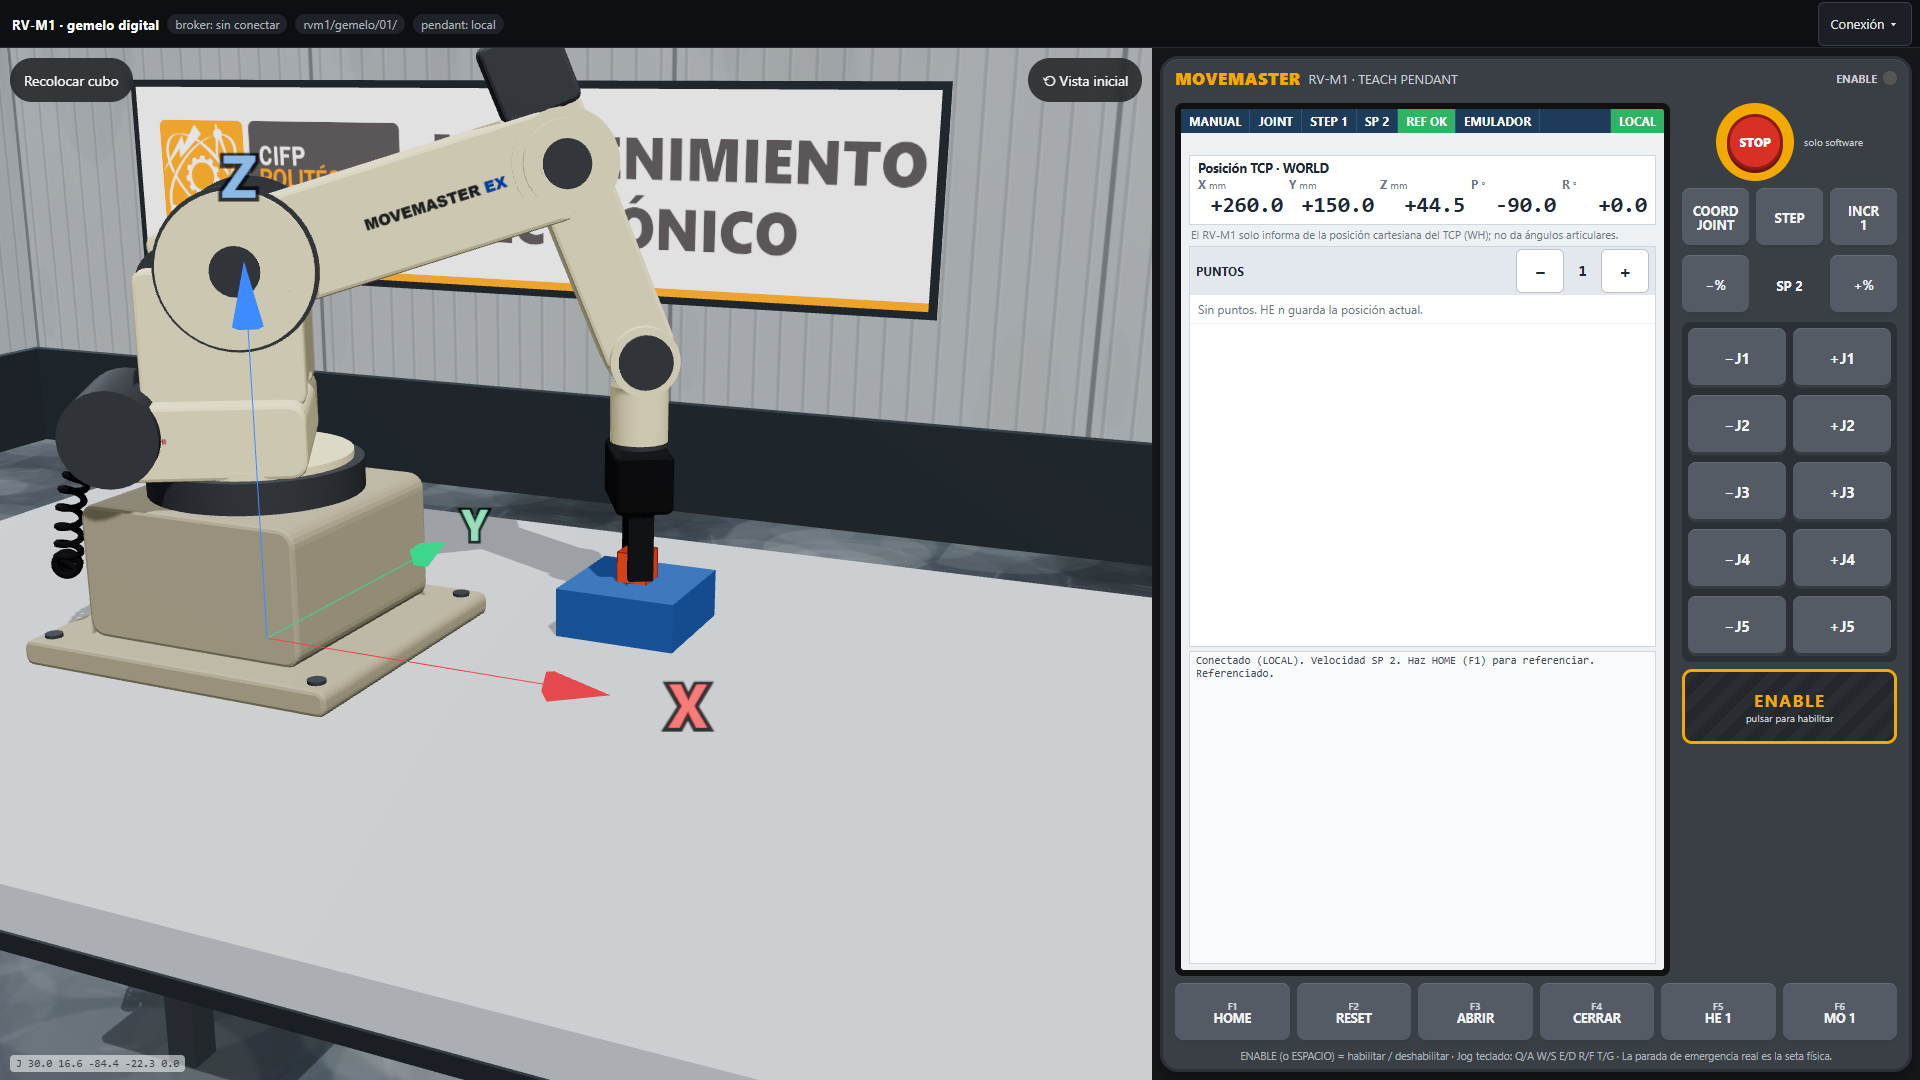 RV-M1 · gemelo digital
broker: sin conectar
rvm1/gemelo/01/
pendant: local
Conexión ▾
Recolocar cubo
⟲ Vista inicial
CIFP
Z
MOVEMASTER EX
Y
X
J 30.0 16.6 -84.4 -22.3 0.0
MOVEMASTER RV-M1 · TEACH PENDANT
ENABLE
MANUAL JOINT STEP 1 SP 2 REF OK EMULADOR LOCAL
Posición TCP · WORLD
X mm Y mm Z mm P ° R °
+260.0 +150.0 +44.5 -90.0 +0.0
El RV-M1 solo informa de la posición cartesiana del TCP (WH); no da ángulos articulares.
PUNTOS − 1 +
Sin puntos. HE n guarda la posición actual.
Conectado (LOCAL). Velocidad SP 2. Haz HOME (F1) para referenciar.
Referenciado.
STOP
solo software
COORD
JOINT
STEP
INCR
1
−%
SP 2
+%
−J1 +J1
−J2 +J2
−J3 +J3
−J4 +J4
−J5 +J5
ENABLE
pulsar para habilitar
F1
HOME
F2
RESET
F3
ABRIR
F4
CERRAR
F5
HE 1
F6
MO 1
ENABLE (o ESPACIO) = habilitar / deshabilitar · Jog teclado: Q/A W/S E/D R/F T/G · La parada de emergencia real es la seta física.